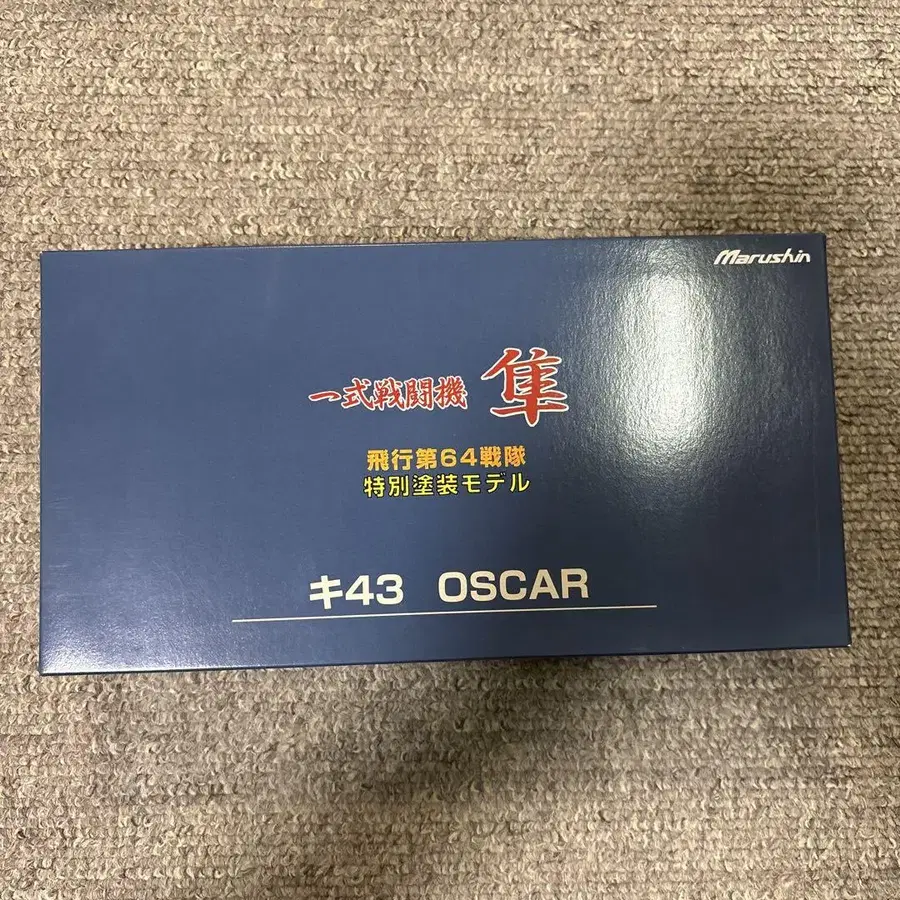 Marushin
一式戦闘機 隼
飛行第64戦隊
特別塗装モデル
キ43 OSCAR